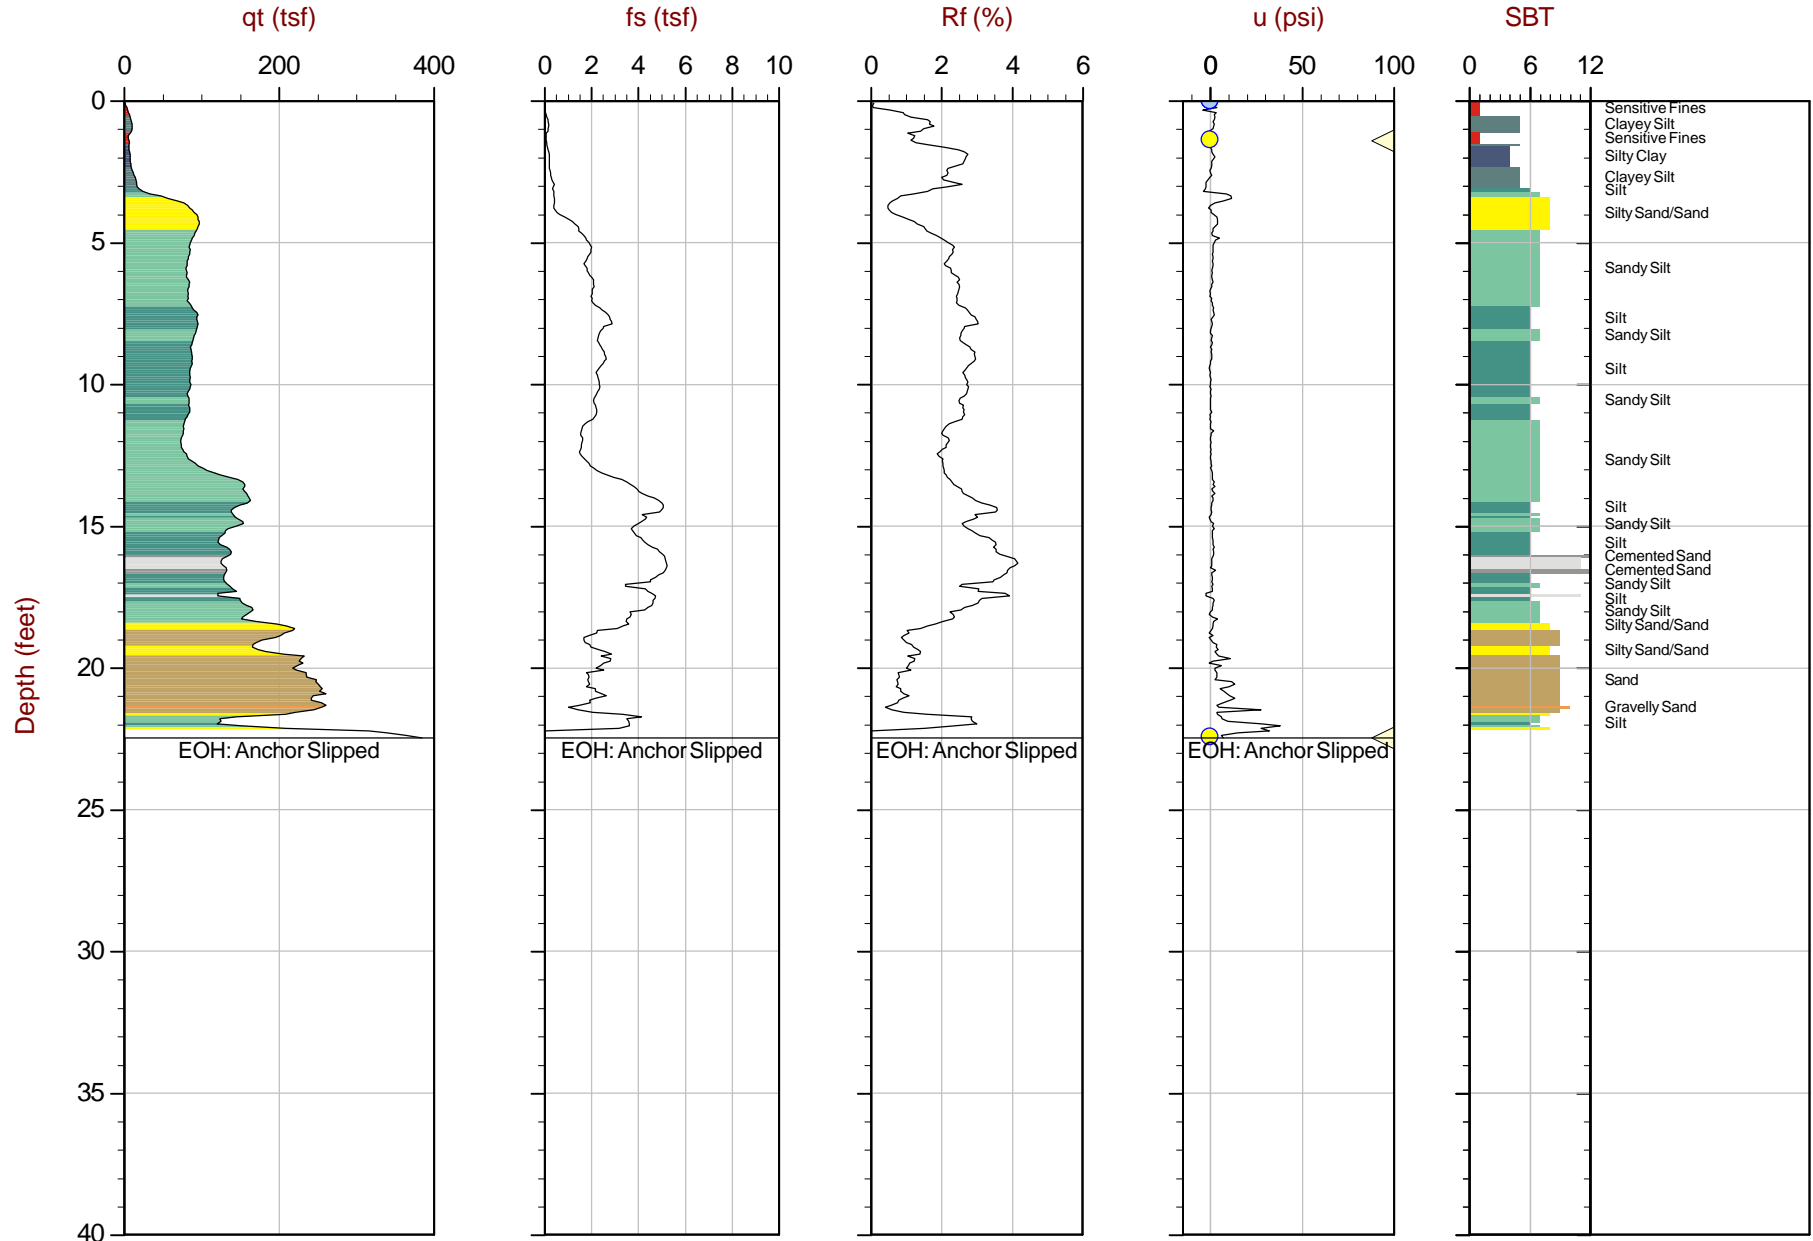 qt (tsf) fs (tsf) Rf (%) u (psi) SBT
0 200 400 0 2 4 6 8 10 0 2 4 6 0 50 100 0 6 12
0
Sensitive Fines
Clayey Silt
Sensitive Fines
Silty Clay
Clayey Silt
Silt
Silty Sand/Sand
5
Sandy Silt
Silt
Sandy Silt
Silt
10
Sandy Silt
Sandy Silt
Silt
15
Sandy Silt
Silt
Cemented Sand
Cemented Sand
Sandy Silt
Silt
Sandy Silt
Silty Sand/Sand
Silty Sand/Sand
20
Sand
Gravelly Sand
Silt
Depth (feet)
EOH: Anchor Slipped EOH: Anchor Slipped EOH: Anchor Slipped EOH: Anchor Slipped
25
30
35
40